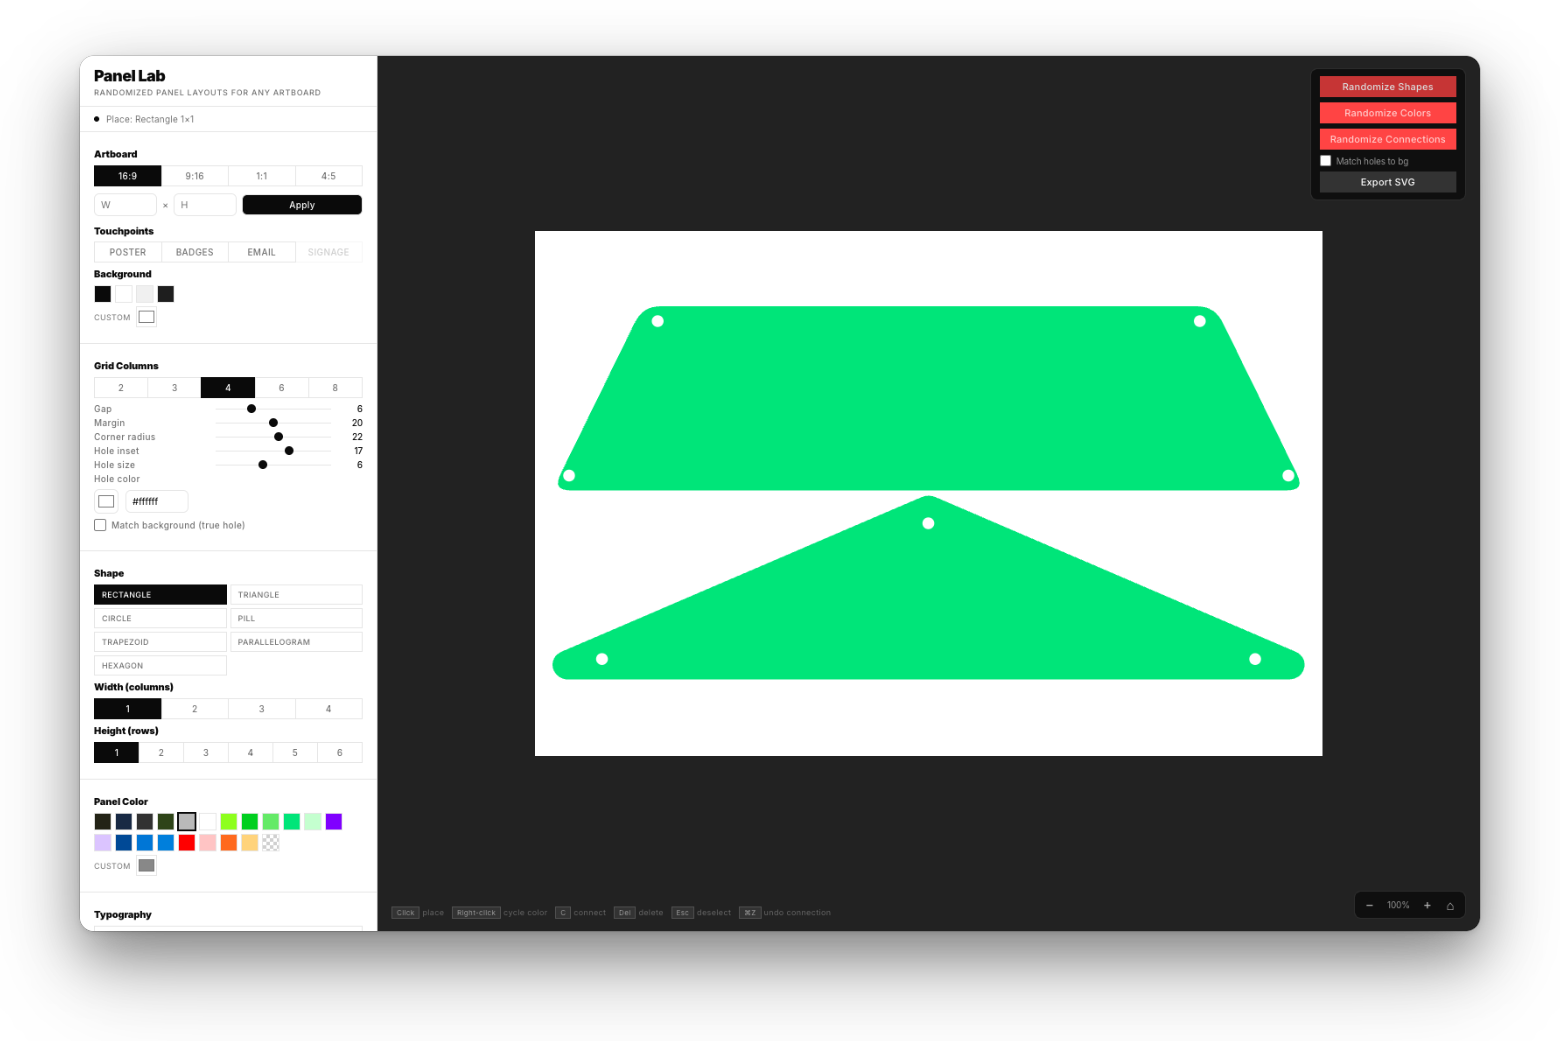 Panel Lab
RANDOMIZED PANEL LAYOUTS FOR ANY ARTBOARD
Place: Rectangle 1×1
Artboard
16:9 9:16 1:1 4:5
W × H Apply
Touchpoints
POSTER BADGES EMAIL SIGNAGE
Background
CUSTOM
Grid Columns
2 3 4 6 8
Gap 6
Margin 20
Corner radius 22
Hole inset 17
Hole size 6
Hole color
#ffffff
Match background (true hole)
Shape
RECTANGLE TRIANGLE
CIRCLE PILL
TRAPEZOID PARALLELOGRAM
HEXAGON
Width (columns)
1 2 3 4
Height (rows)
1 2 3 4 5 6
Panel Color
CUSTOM
Typography
Randomize Shapes
Randomize Colors
Randomize Connections
Match holes to bg
Export SVG
Click place Right-click cycle color C connect Del delete Esc deselect ⌘Z undo connection
− 100% + ⌂